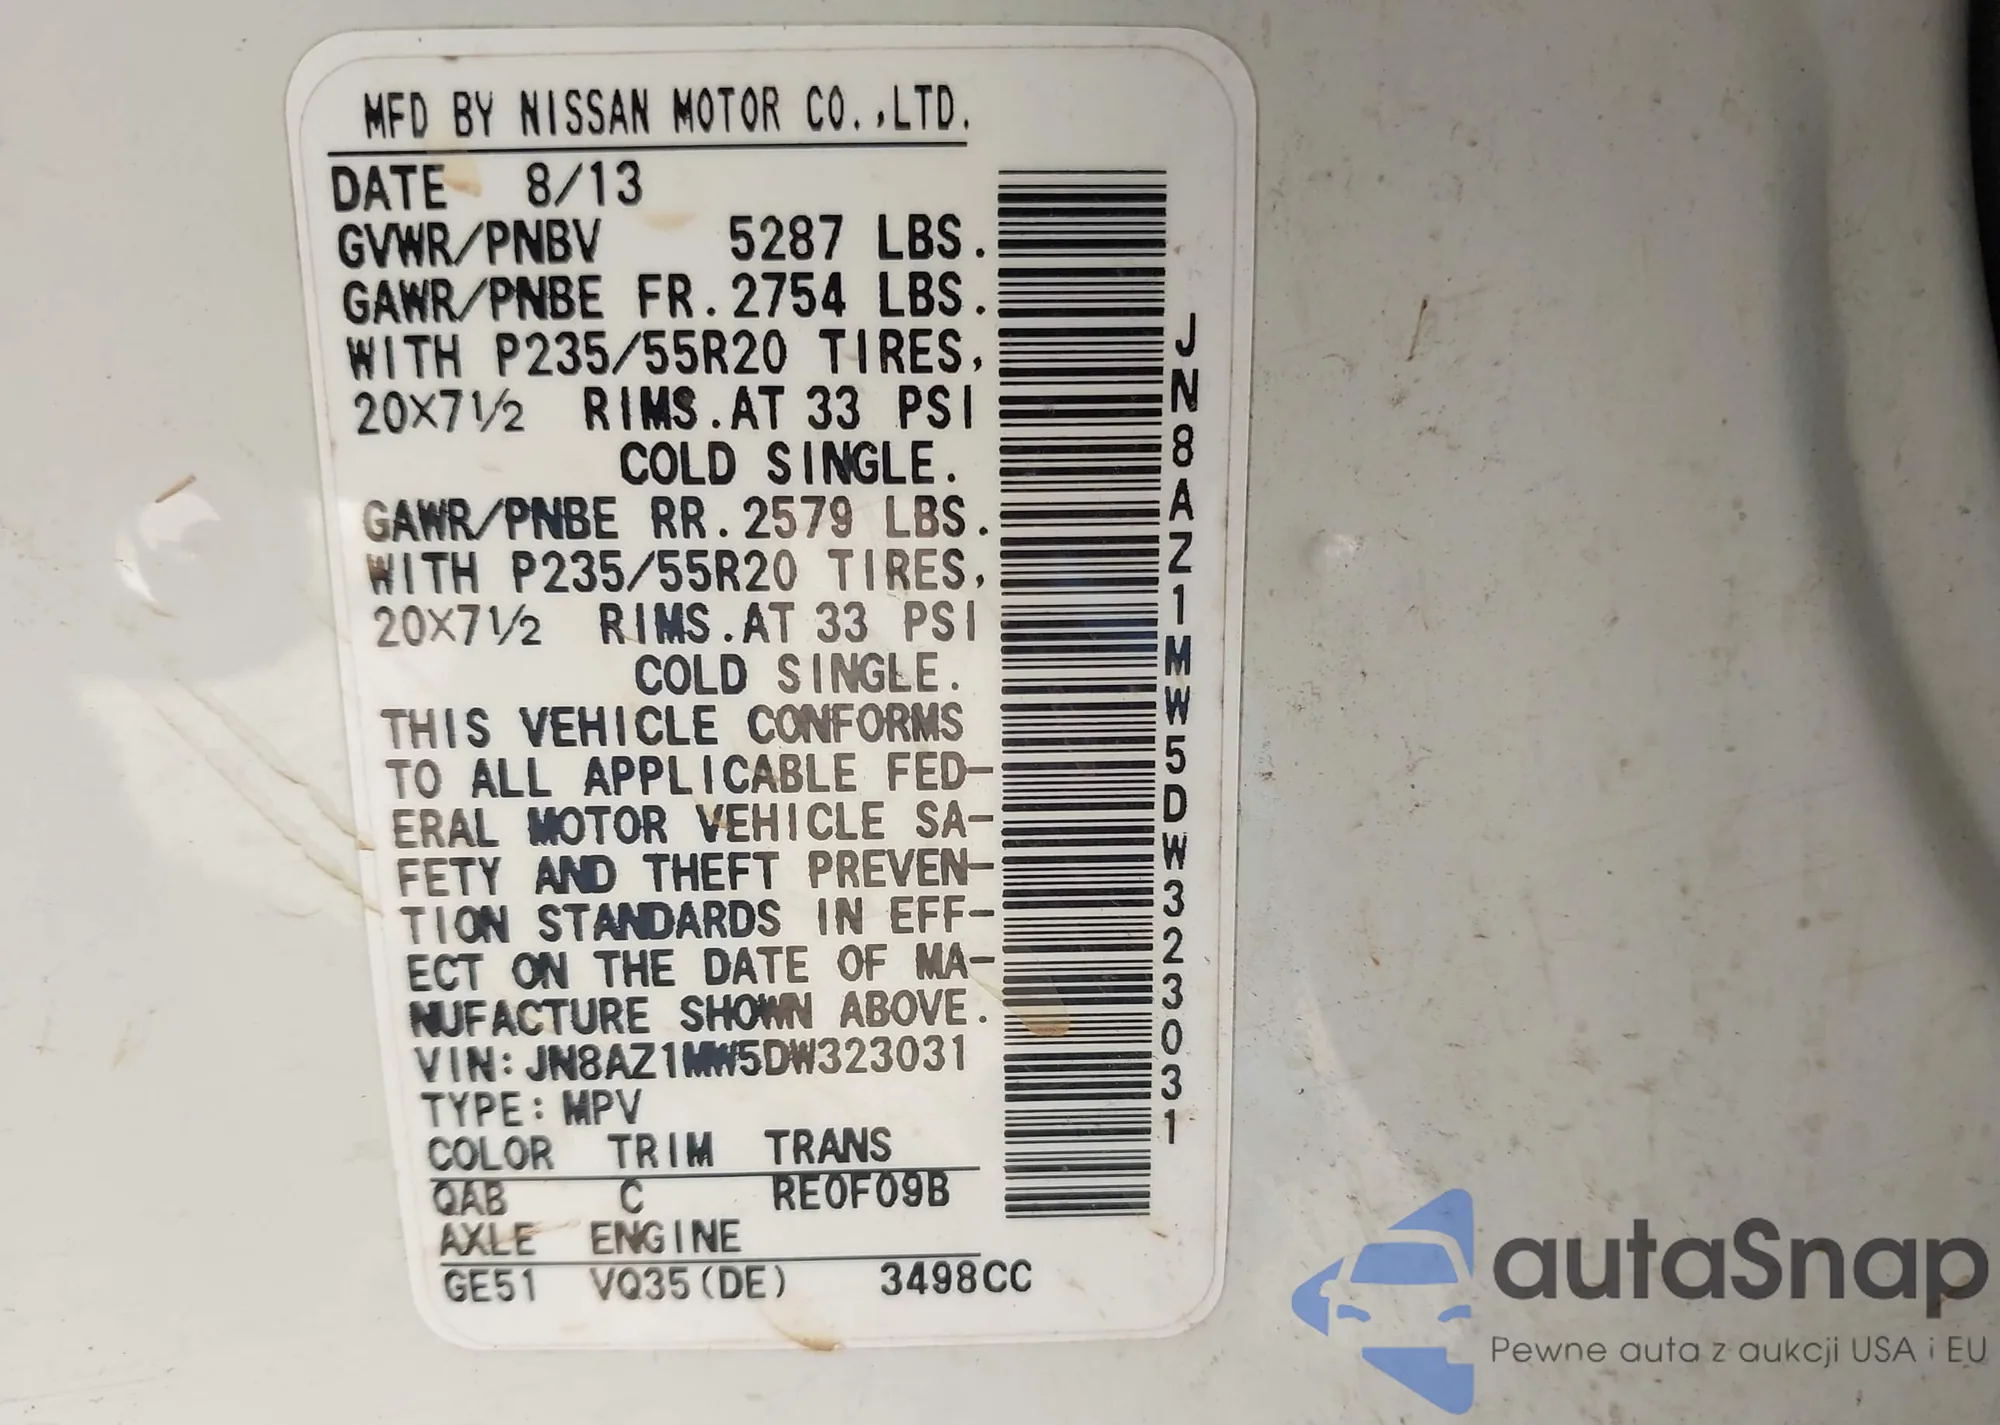 MFD BY NISSAN MOTOR CO.,LTD.
DATE 8/13
GVWR/PNBV 5287 LBS.
GAWR/PNBE FR. 2754 LBS.
WITH P235/55R20 TIRES,
20X7½ RIMS. AT 33 PSI
COLD SINGLE.
GAWR/PNBE RR. 2579 LBS.
WITH P235/55R20 TIRES,
20X7½ RIMS. AT 33 PSI
COLD SINGLE.
THIS VEHICLE CONFORMS
TO ALL APPLICABLE FED-
ERAL MOTOR VEHICLE SA-
FETY AND THEFT PREVEN-
TION STANDARDS IN EFF-
ECT ON THE DATE OF MA-
NUFACTURE SHOWN ABOVE.
VIN: JN8AZ1MW5DW323031
TYPE: MPV
COLOR TRIM TRANS
QAB C RE0F09B
AXLE ENGINE
GE51 VQ35(DE) 3498CC
JN8AZ1MW5DW323031
autaSnap
Pewne auta z aukcji USA i EU